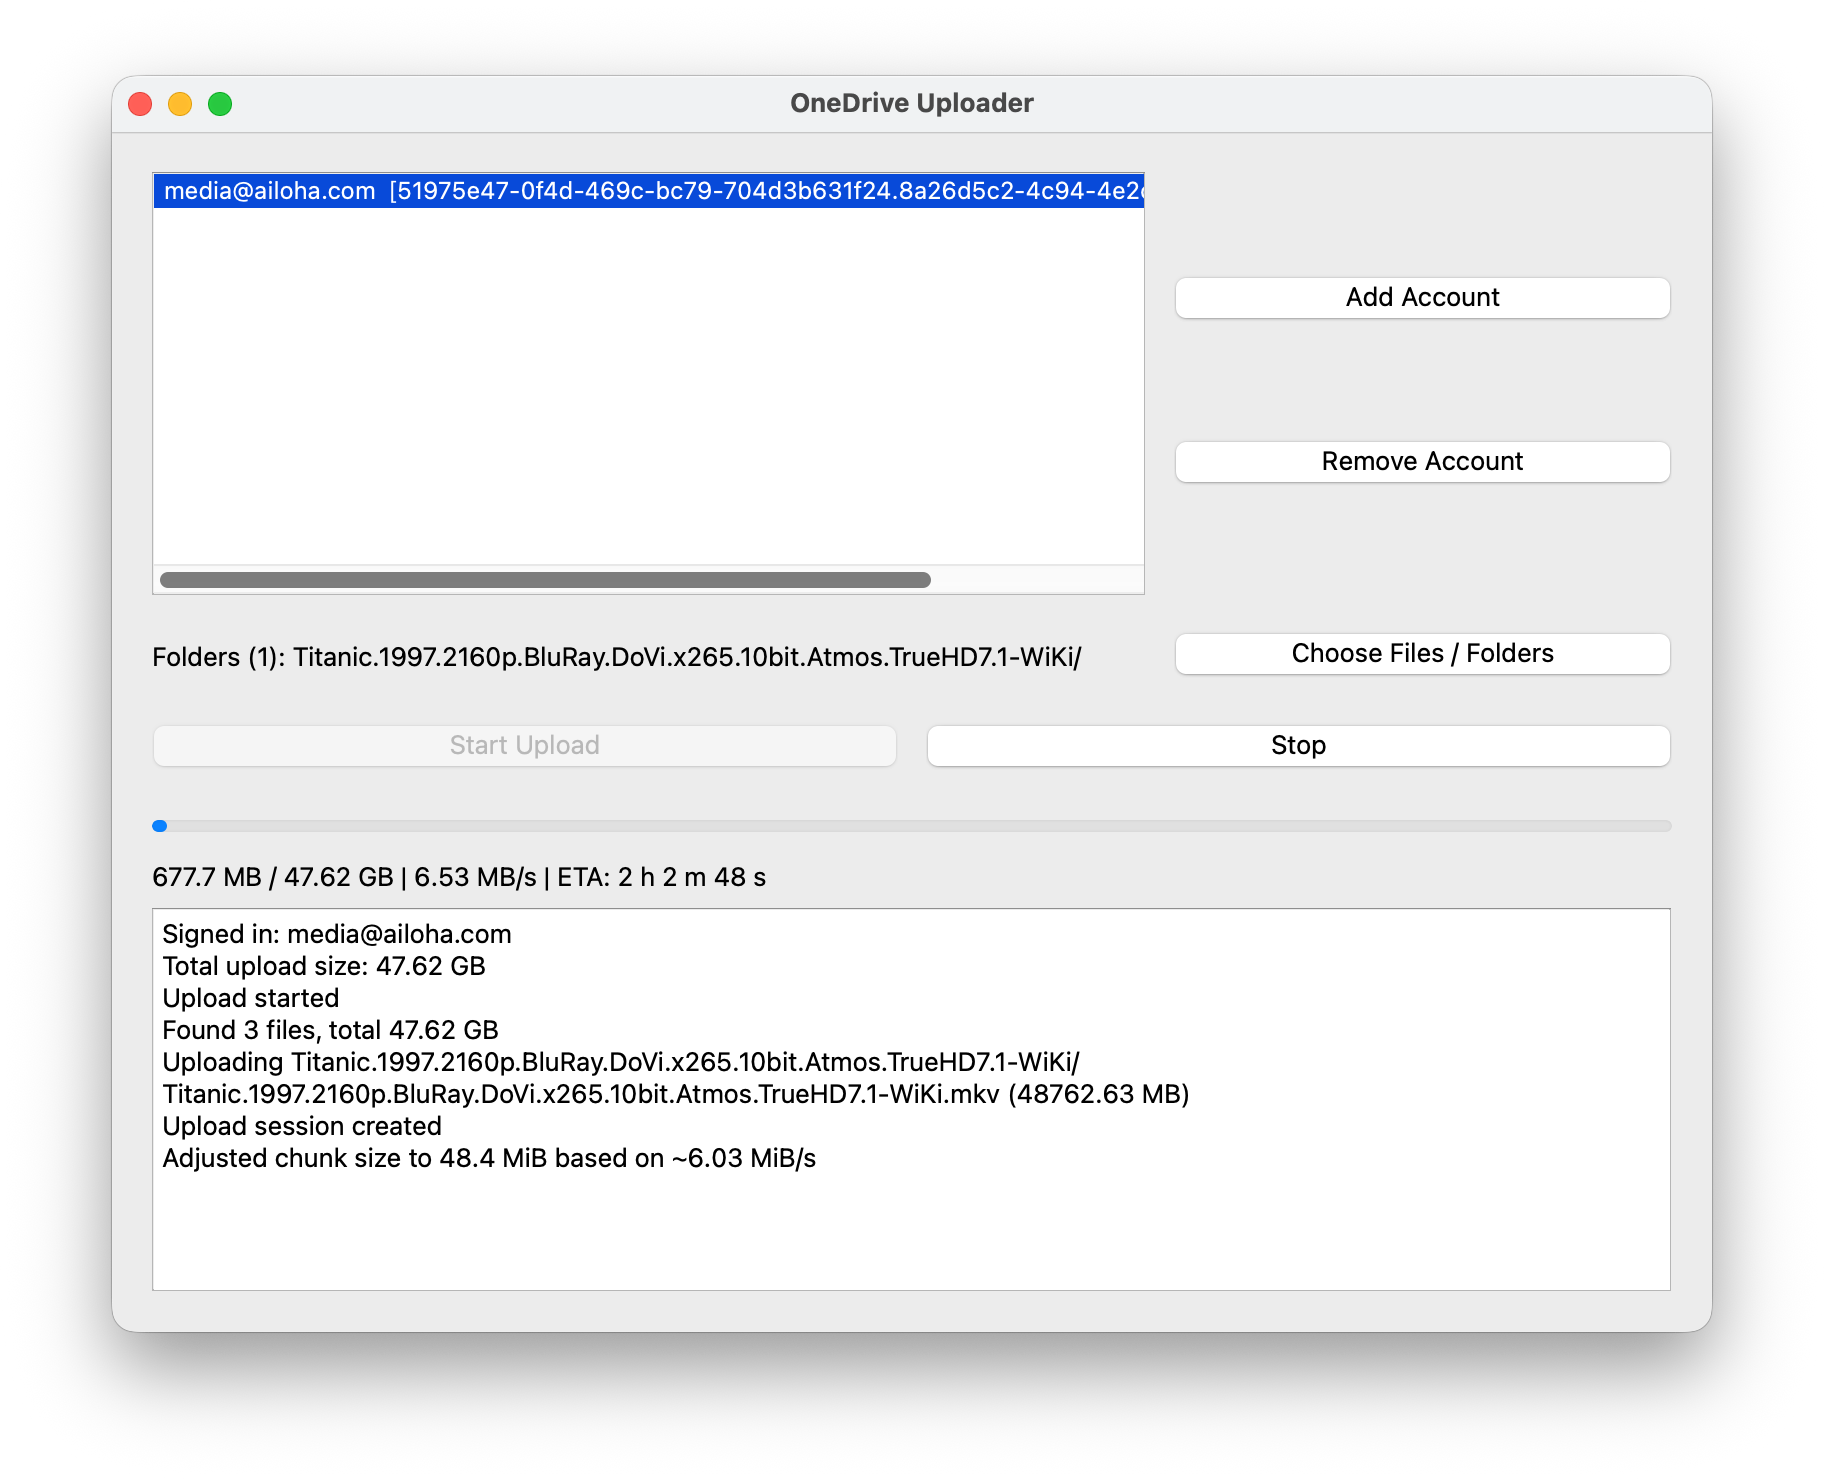 OneDrive Uploader
media@ailoha.com [51975e47-0f4d-469c-bc79-704d3b631f24.8a26d5c2-4c94-4e2
Add Account
Remove Account
Folders (1): Titanic.1997.2160p.BluRay.DoVi.x265.10bit.Atmos.TrueHD7.1-WiKi/
Choose Files / Folders
Start Upload
Stop
677.7 MB / 47.62 GB | 6.53 MB/s | ETA: 2 h 2 m 48 s
Signed in: media@ailoha.com
Total upload size: 47.62 GB
Upload started
Found 3 files, total 47.62 GB
Uploading Titanic.1997.2160p.BluRay.DoVi.x265.10bit.Atmos.TrueHD7.1-WiKi/
Titanic.1997.2160p.BluRay.DoVi.x265.10bit.Atmos.TrueHD7.1-WiKi.mkv (48762.63 MB)
Upload session created
Adjusted chunk size to 48.4 MiB based on ~6.03 MiB/s